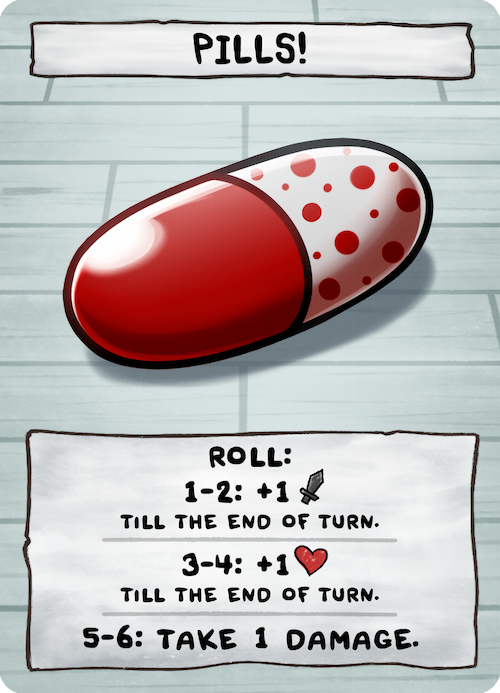 PILLS!
ROLL:
1-2: +1
TILL THE END OF TURN.
3-4: +1
TILL THE END OF TURN.
5-6: TAKE 1 DAMAGE.